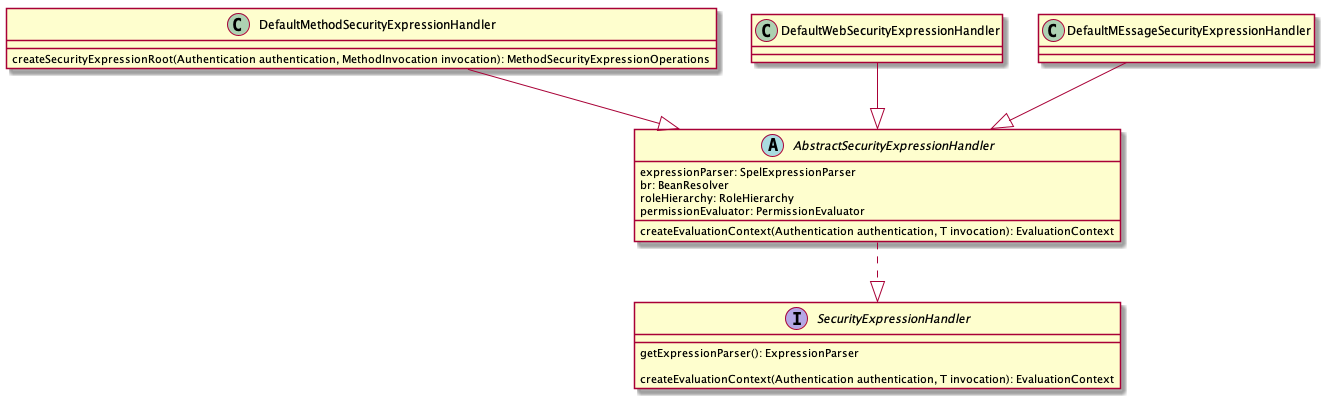 C DefaultMethodSecurityExpressionHandler
createSecurityExpressionRoot(Authentication authentication, MethodInvocation invocation): MethodSecurityExpressionOperations
C DefaultWebSecurityExpressionHandler
C DefaultMEssageSecurityExpressionHandler
A AbstractSecurityExpressionHandler
expressionParser: SpelExpressionParser
br: BeanResolver
roleHierarchy: RoleHierarchy
permissionEvaluator: PermissionEvaluator
createEvaluationContext(Authentication authentication, T invocation): EvaluationContext
I SecurityExpressionHandler
getExpressionParser(): ExpressionParser
createEvaluationContext(Authentication authentication, T invocation): EvaluationContext